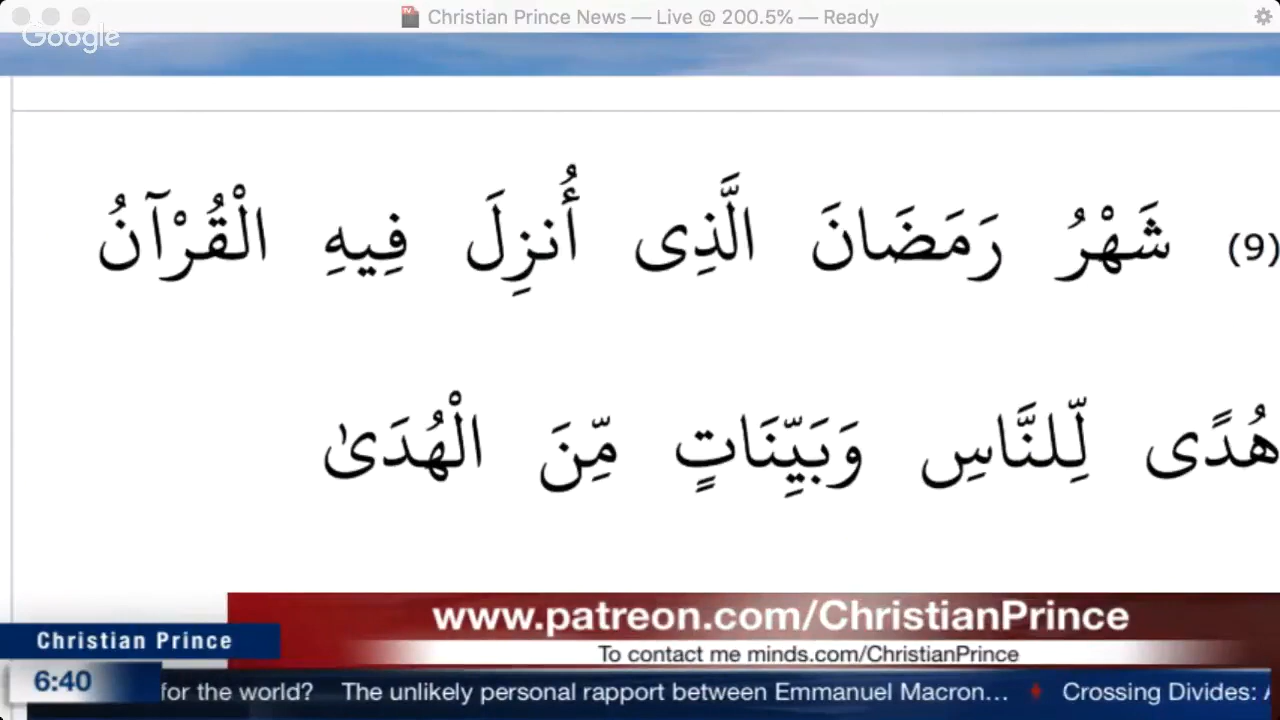 Christian Prince News — Live @ 200.5% — Ready
Google
(9) شَهْرُ رَمَضَانَ الَّذِى أُنزِلَ فِيهِ الْقُرْآنُ
هُدًى لِّلنَّاسِ وَبَيِّنَاتٍ مِّنَ الْهُدَىٰ
www.patreon.com/ChristianPrince
Christian Prince
To contact me minds.com/ChristianPrince
6:40
for the world? The unlikely personal rapport between Emmanuel Macron... Crossing Divides: